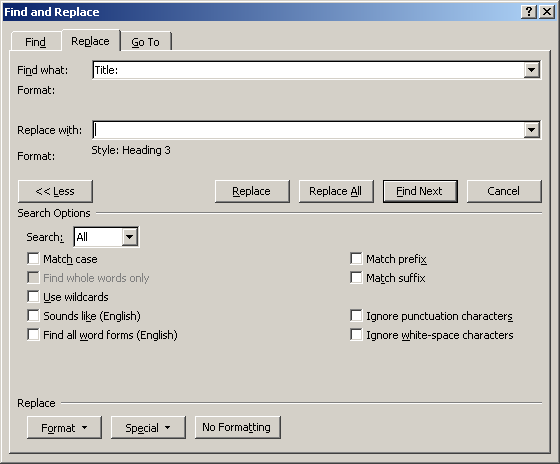 Find and Replace
Find Replace Go To
Find what: Title:
Format:
Replace with:
Format: Style: Heading 3
<< Less Replace Replace All Find Next Cancel
Search Options
Search: All
Match case Match prefix
Find whole words only Match suffix
Use wildcards
Sounds like (English) Ignore punctuation characters
Find all word forms (English) Ignore white-space characters
Replace
Format Special No Formatting